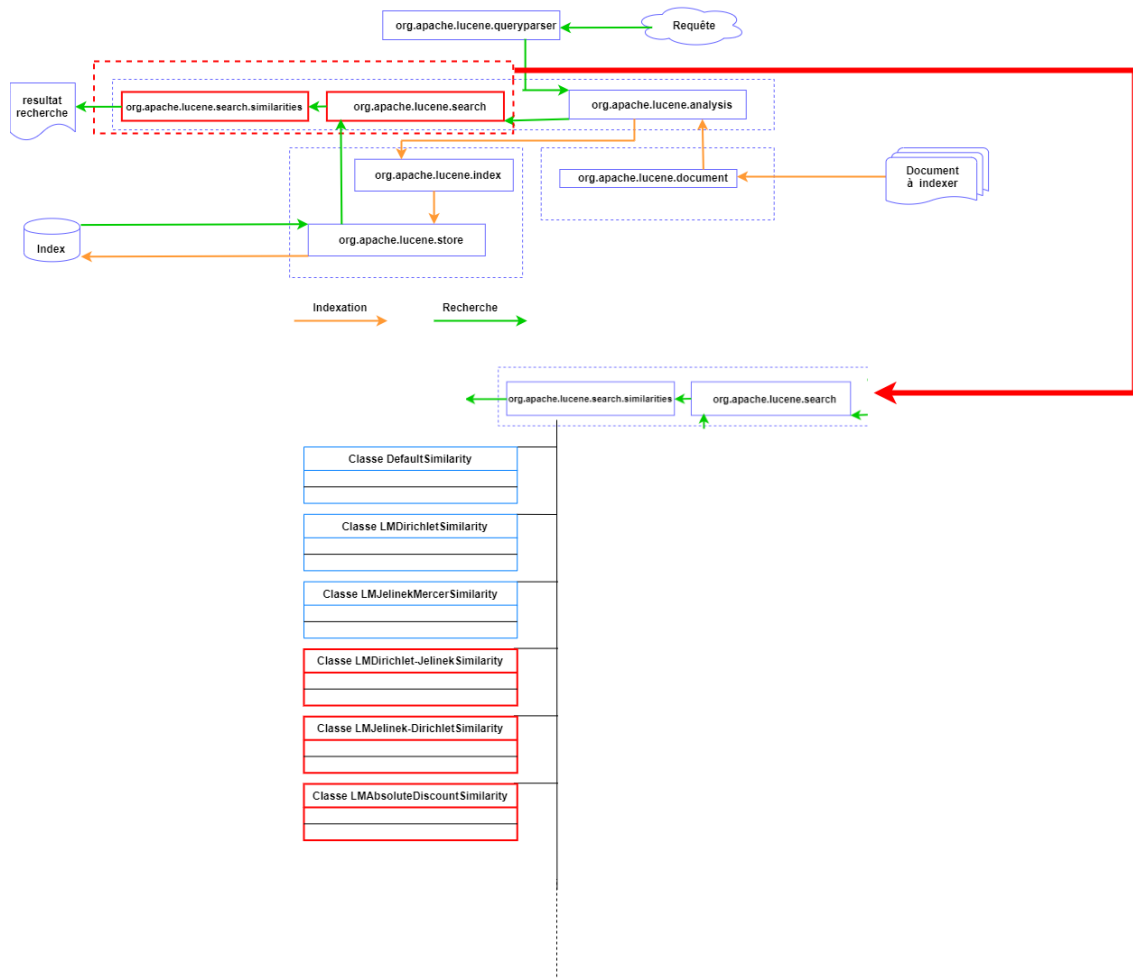 org.apache.lucene.queryparser
Requête
resultat
recherche
org.apache.lucene.search.similarities
org.apache.lucene.search
org.apache.lucene.analysis
org.apache.lucene.index
org.apache.lucene.document
Document
à indexer
Index
org.apache.lucene.store
Indexation
Recherche
org.apache.lucene.search.similarities
org.apache.lucene.search
Classe DefaultSimilarity
Classe LMDirichletSimilarity
Classe LMJelinekMercerSimilarity
Classe LMDirichlet-JelinekSimilarity
Classe LMJelinek-DirichletSimilarity
Classe LMAbsoluteDiscountSimilarity